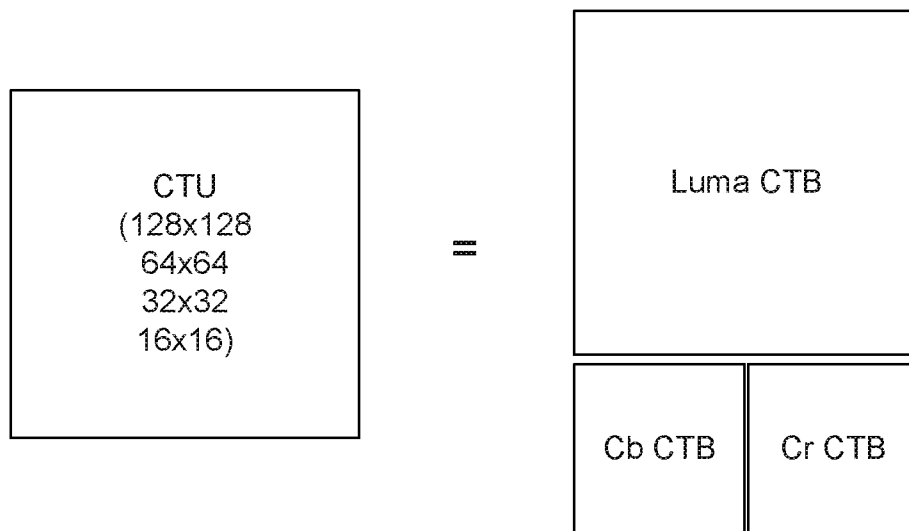 CTU
(128x128
64x64
32x32
16x16)
=
Luma CTB
Cb CTB
Cr CTB